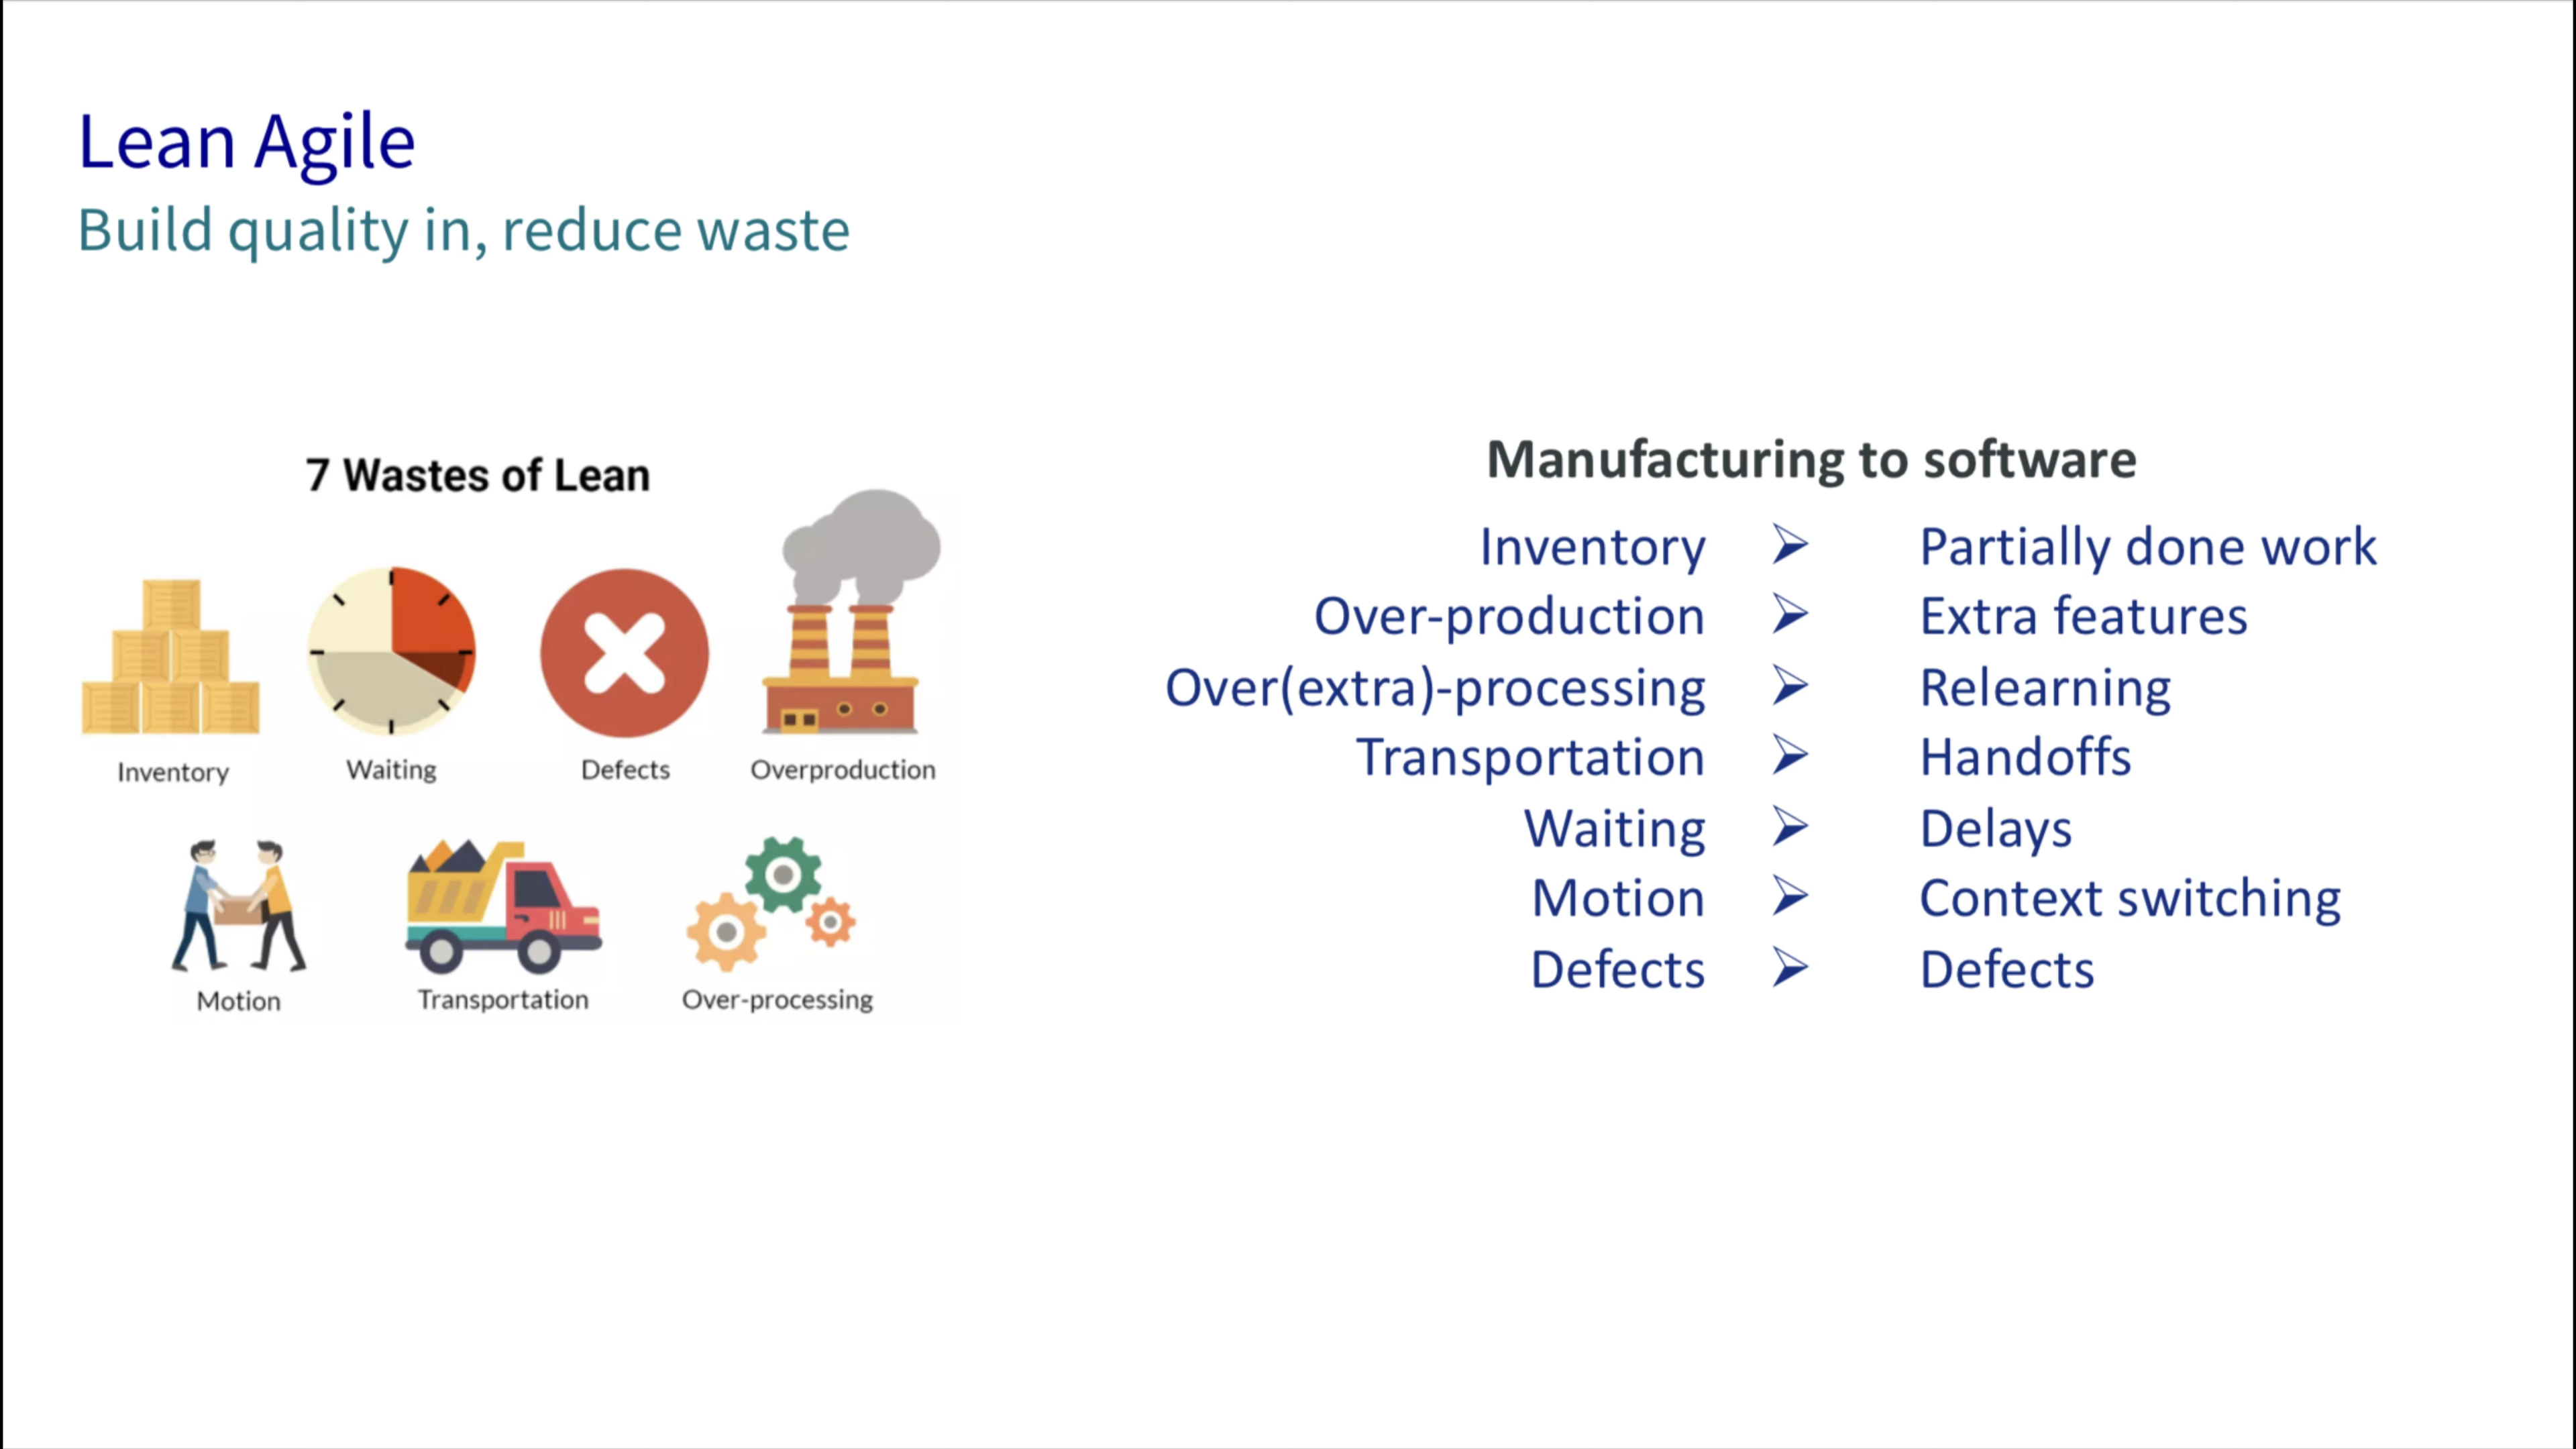 Lean Agile
Build quality in, reduce waste
7 Wastes of Lean
Inventory
Waiting
Defects
Overproduction
Motion
Transportation
Over-processing
Manufacturing to software
Inventory ➢ Partially done work
Over-production ➢ Extra features
Over(extra)-processing ➢ Relearning
Transportation ➢ Handoffs
Waiting ➢ Delays
Motion ➢ Context switching
Defects ➢ Defects